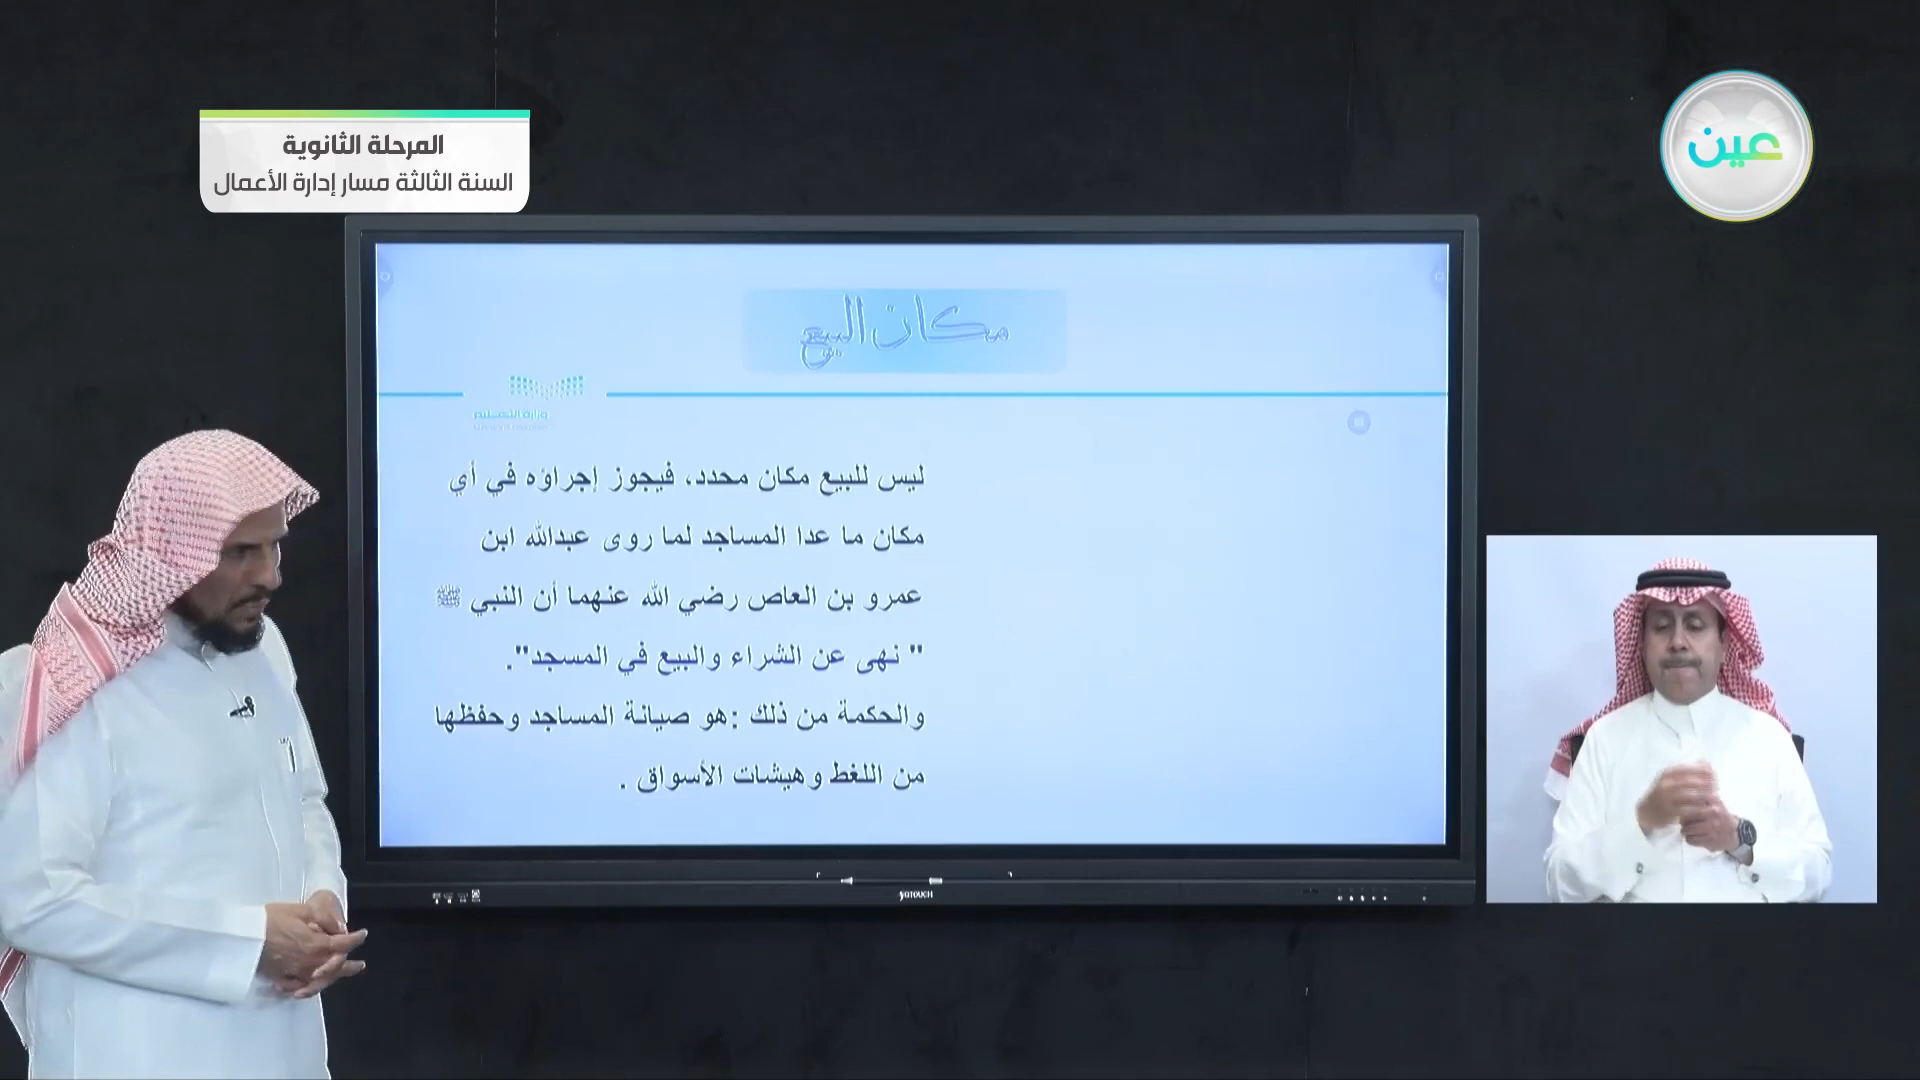 المرحلة الثانوية
السنة الثالثة مسار إدارة الأعمال
عين
مكان البيع
وزارة التعليم
ليس للبيع مكان محدد، فيجوز إجراؤه في أي
مكان ما عدا المساجد لما روى عبدالله ابن
عمرو بن العاص رضي الله عنهما أن النبي ﷺ
" نهى عن الشراء والبيع في المسجد".
والحكمة من ذلك :هو صيانة المساجد وحفظها
من اللغط وهيشات الأسواق .